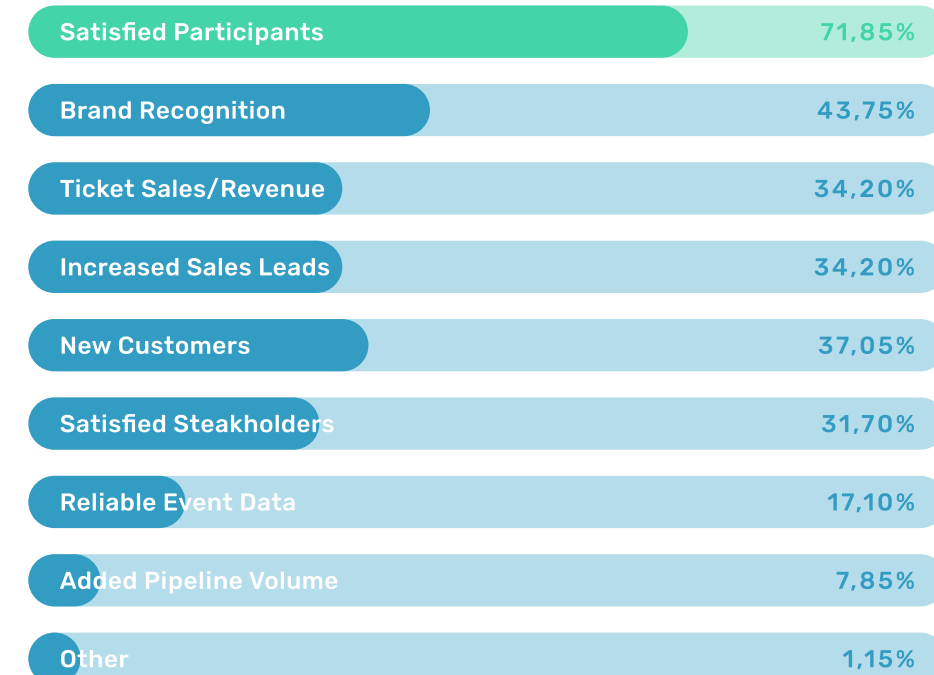 Satisfied Participants 71,85%
Brand Recognition 43,75%
Ticket Sales/Revenue 34,20%
Increased Sales Leads 34,20%
New Customers 37,05%
Satisfied Steakholders 31,70%
Reliable Event Data 17,10%
Added Pipeline Volume 7,85%
Other 1,15%